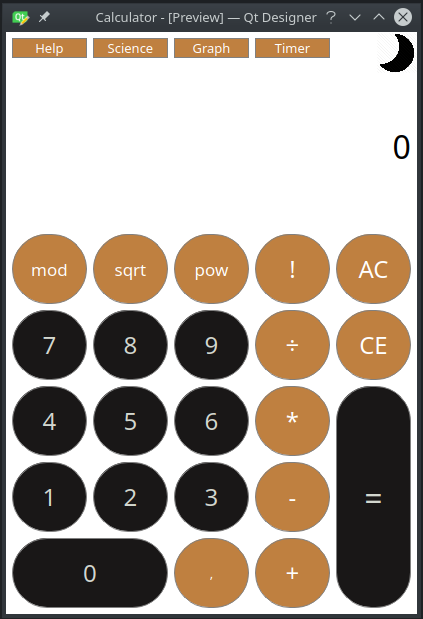 Qt Calculator - [Preview] — Qt Designer ?
Help Science Graph Timer
0
mod sqrt pow ! AC
7 8 9 ÷ CE
4 5 6 *
1 2 3 - =
0 , +